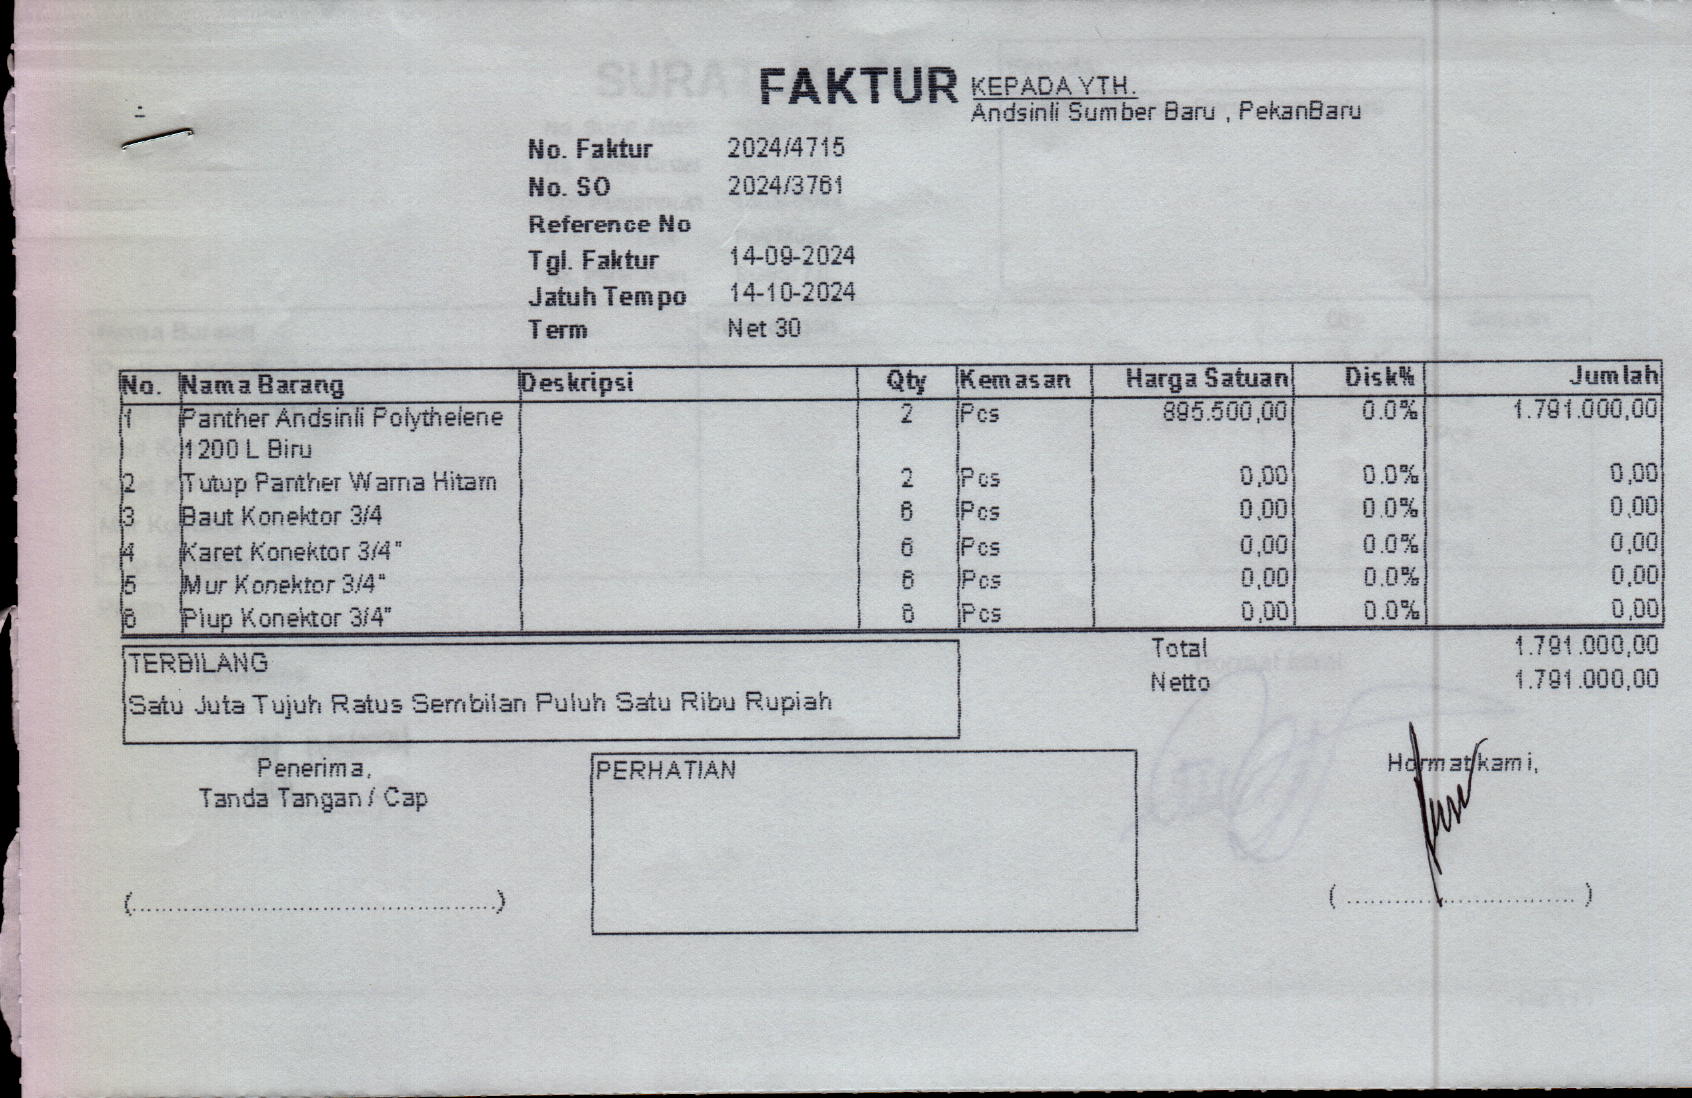 FAKTUR
KEPADA YTH.
Andsinli Sumber Baru , PekanBaru
No. Faktur 2024/4715
No. SO 2024/3761
Reference No
Tgl. Faktur 14-09-2024
Jatuh Tempo 14-10-2024
Term Net 30
No. Nama Barang Deskripsi Qty Kemasan Harga Satuan Disk% Jumlah
1 Panther Andsinli Polythelene 2 Pcs 895.500,00 0.0% 1.791.000,00
1200 L Biru
2 Tutup Panther Warna Hitam 2 Pcs 0,00 0.0% 0,00
3 Baut Konektor 3/4 6 Pcs 0,00 0.0% 0,00
4 Karet Konektor 3/4" 6 Pcs 0,00 0.0% 0,00
5 Mur Konektor 3/4" 6 Pcs 0,00 0.0% 0,00
6 Plup Konektor 3/4" 6 Pcs 0,00 0.0% 0,00
Total 1.791.000,00
Netto 1.791.000,00
TERBILANG
Satu Juta Tujuh Ratus Sembilan Puluh Satu Ribu Rupiah
Penerima,
Tanda Tangan / Cap
PERHATIAN
Hormat kami,